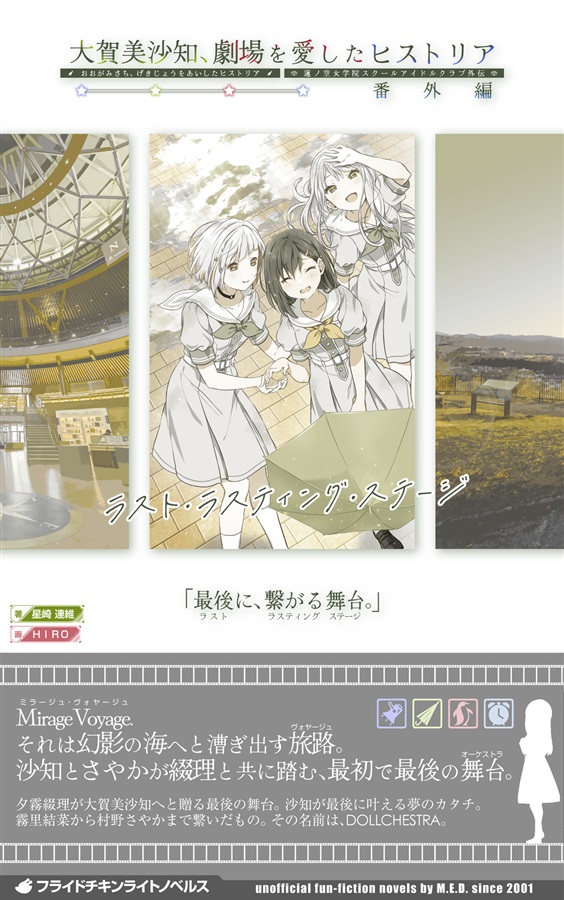 大賀美沙知、劇場を愛したヒストリア
おおがみさち、げきじょうをあいしたヒストリア
蓮ノ空女学院スクールアイドルクラブ外伝
番外編
ラスト・ラスティング・ステージ
「最後に、繋がる舞台。」
ラスト ラスティング ステージ
著 星崎 連維
画 HIRO
ミラージュ・ヴォヤージュ
Mirage Voyage.
ヴォヤージュ
それは幻影の海へと漕ぎ出す旅路。
オーケストラ
沙知とさやかが綴理と共に踏む、最初で最後の舞台。
夕霧綴理が大賀美沙知へと贈る最後の舞台。沙知が最後に叶える夢のカタチ。
霧里結菜から村野さやかまで繋いだもの。その名前は、DOLLCHESTRA。
フライドチキンライトノベルス
unofficial fun-fiction novels by M.E.D. since 2001